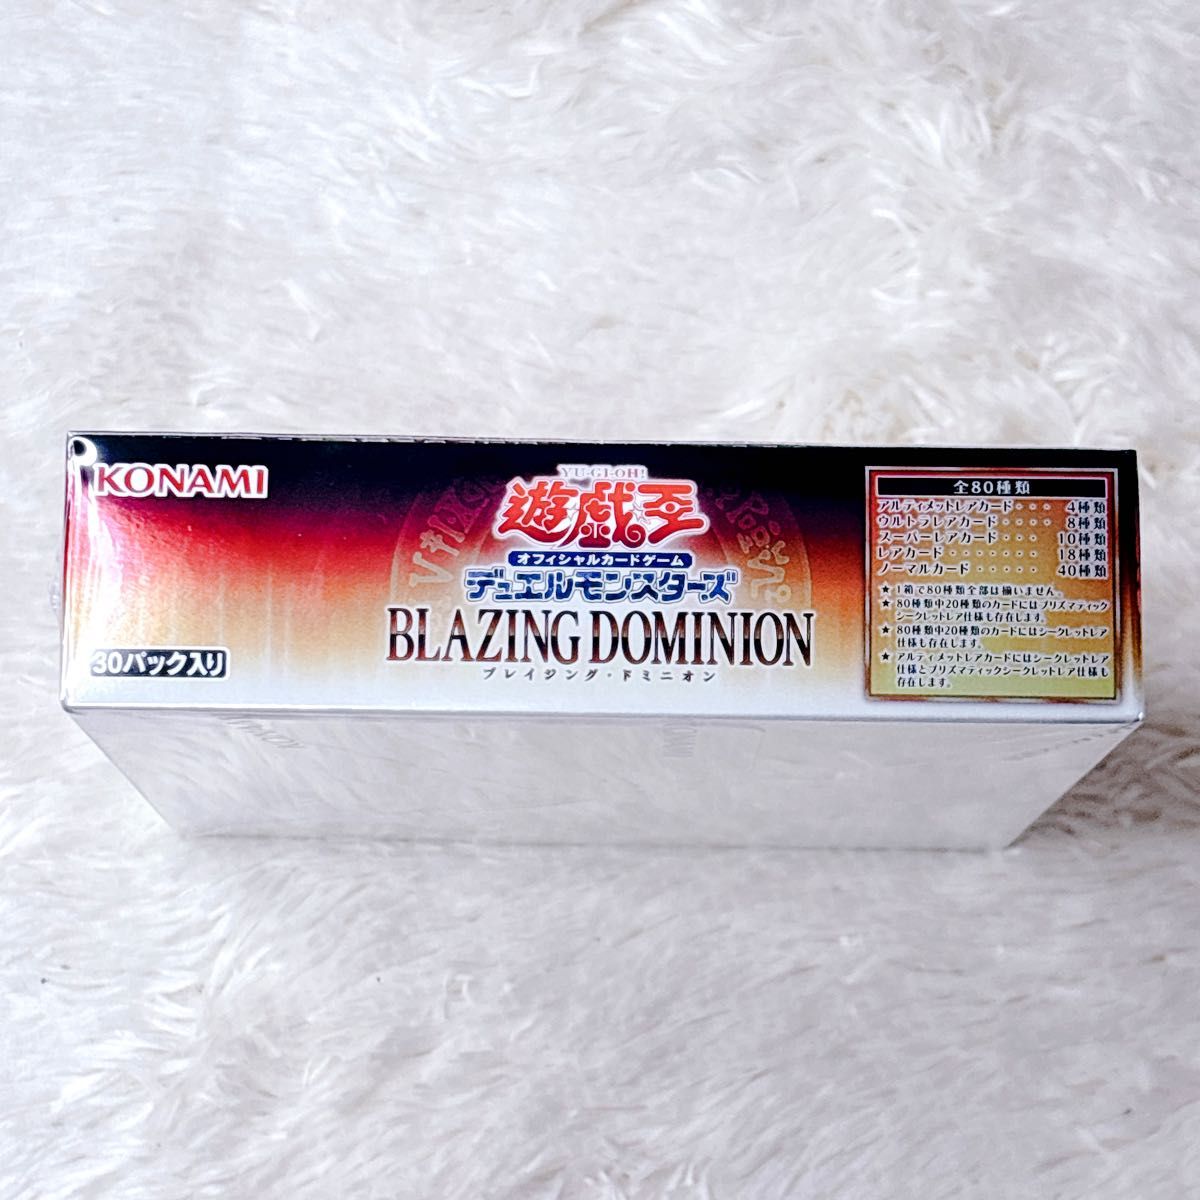 KONAMI
30パック入り
YU-GI-OH!
遊戯王
オフィシャルカードゲーム
デュエルモンスターズ
BLAZING DOMINION
ブレイジング・ドミニオン
全80種類
アルティメットレアカード・・・ 4種類
ウルトラレアカード・・・・ 8種類
スーパーレアカード・・・・ 10種類
レアカード・・・・・・・ 18種類
ノーマルカード・・・・・ 40種類
★ 1箱で80種類全部は揃いません。
★ 80種類中20種類のカードにはプリズマティック
シークレットレア仕様も存在します。
★ 80種類中20種類のカードにはシークレットレア
仕様も存在します。
★ アルティメットレアカードにはシークレットレア
仕様とプリズマティックシークレットレア仕様も
存在します。